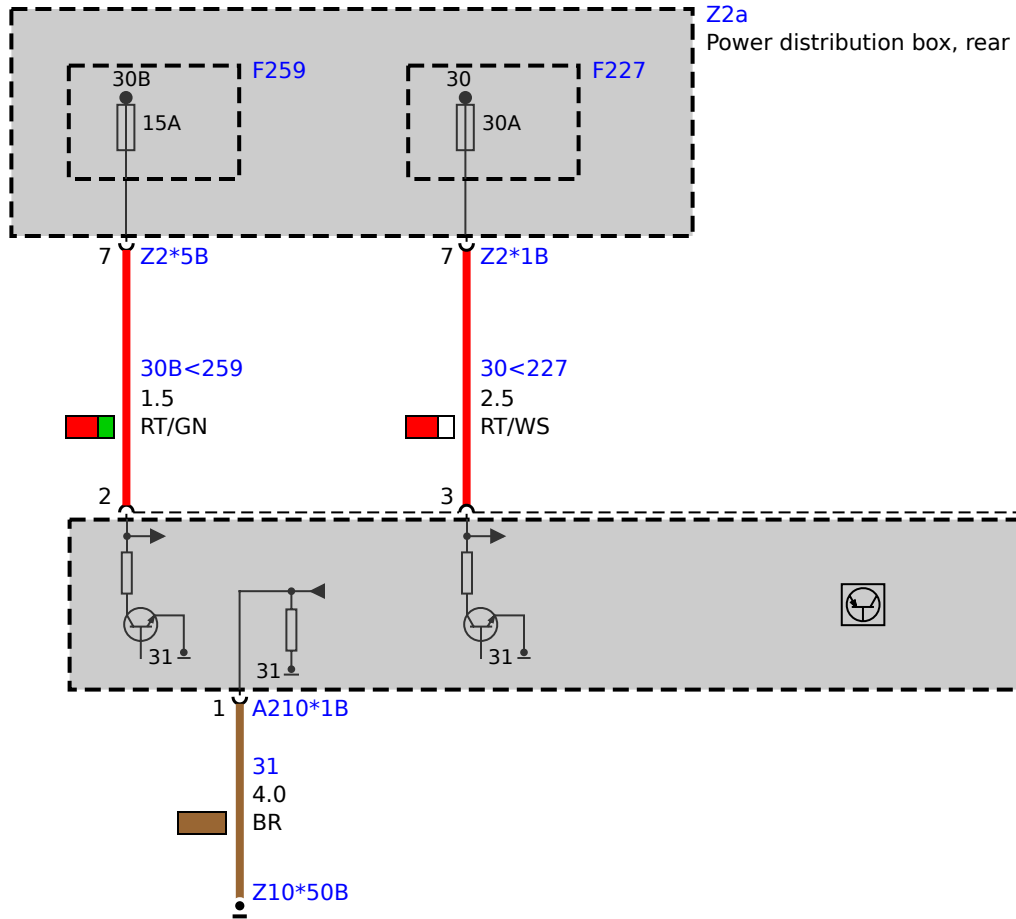 Z2a
Power distribution box, rear
F259
F227
30B
30
15A
30A
7
Z2*5B
7
Z2*1B
30B<259
1.5
RT/GN
30<227
2.5
RT/WS
2
3
31
31
31
1
A210*1B
31
4.0
BR
Z10*50B